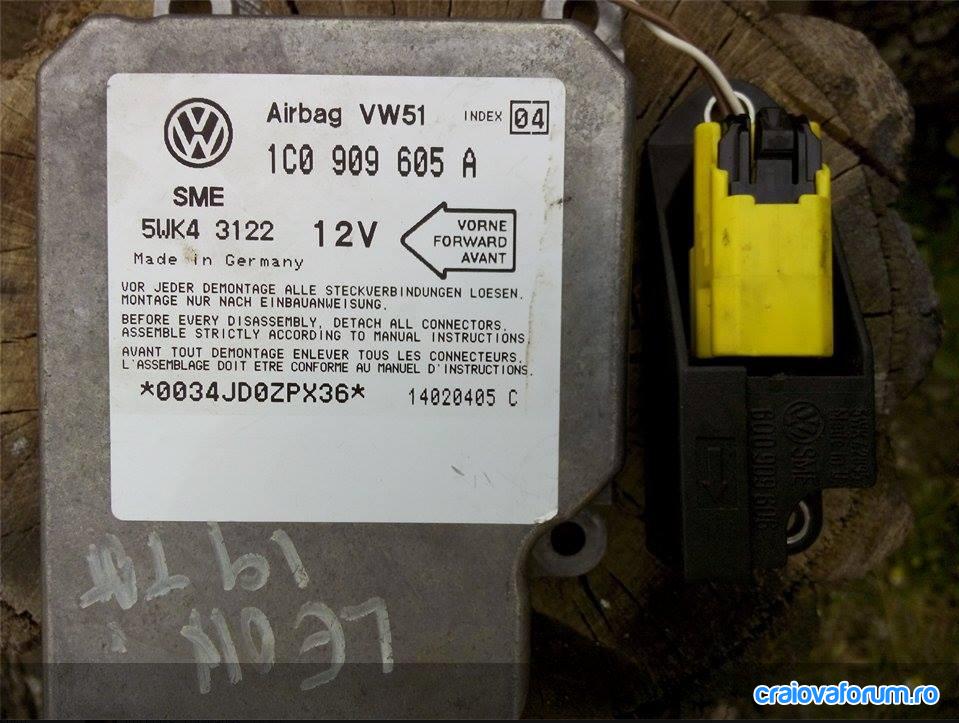 Airbag VW51 INDEX 04
1C0 909 605 A
SME
5WK4 3122 12V
VORNE
FORWARD
AVANT
Made in Germany
VOR JEDER DEMONTAGE ALLE STECKVERBINDUNGEN LOESEN.
MONTAGE NUR NACH EINBAUANWEISUNG.
BEFORE EVERY DISASSEMBLY, DETACH ALL CONNECTORS.
ASSEMBLE STRICTLY ACCORDING TO MANUAL INSTRUCTIONS.
AVANT TOUT DEMONTAGE ENLEVER TOUS LES CONNECTEURS.
L'ASSEMBLAGE DOIT ETRE CONFORME AU MANUEL D'INSTRUCTIONS.
*0034JD0ZPX36* 14020405 C
LEON
19 TDI
SME
6Q0 909 606
craiovaforum.ro